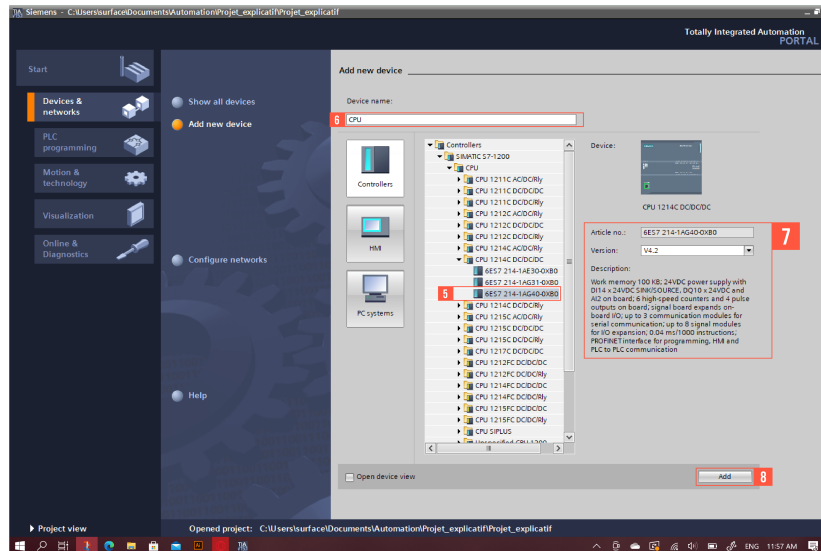 Siemens - C:\Users\surface\Documents\Automation\Projet_explicatif\Projet_explicatif
Totally Integrated Automation
PORTAL
Start
Devices &
networks
PLC
programming
Motion &
technology
Visualization
Online &
Diagnostics
Show all devices
Add new device
Configure networks
Help
Add new device
Device name:
6 CPU
Controllers
HMI
PC systems
Controllers
SIMATIC S7-1200
CPU
CPU 1211C AC/DC/Rly
CPU 1211C DC/DC/DC
CPU 1211C DC/DC/Rly
CPU 1212C AC/DC/Rly
CPU 1212C DC/DC/DC
CPU 1212C DC/DC/Rly
CPU 1214C AC/DC/Rly
CPU 1214C DC/DC/DC
6ES7 214-1AE30-0XB0
6ES7 214-1AG31-0XB0
5 6ES7 214-1AG40-0XB0
CPU 1214C DC/DC/Rly
CPU 1215C AC/DC/Rly
CPU 1215C DC/DC/DC
CPU 1215C DC/DC/Rly
CPU 1217C DC/DC/DC
CPU 1212FC DC/DC/DC
CPU 1212FC DC/DC/Rly
CPU 1214FC DC/DC/DC
CPU 1214FC DC/DC/Rly
CPU 1215FC DC/DC/DC
CPU 1215FC DC/DC/Rly
CPU SIPLUS
Unspecified CPU 1200
Device:
CPU 1214C DC/DC/DC
Article no.: 6ES7 214-1AG40-0XB0
7
Version: V4.2
Description:
Work memory 100 KB; 24VDC power supply with
DI14 x 24VDC SINK/SOURCE, DQ10 x 24VDC and
AI2 on board; 6 high-speed counters and 4 pulse
outputs on board; signal board expands on-
board I/O; up to 3 communication modules for
serial communication; up to 8 signal modules
for I/O expansion; 0.04 ms/1000 instructions;
PROFINET interface for programming, HMI and
PLC to PLC communication
Open device view
Add 8
Project view
Opened project: C:\Users\surface\Documents\Automation\Projet_explicatif\Projet_explicatif
ENG 11:57 AM